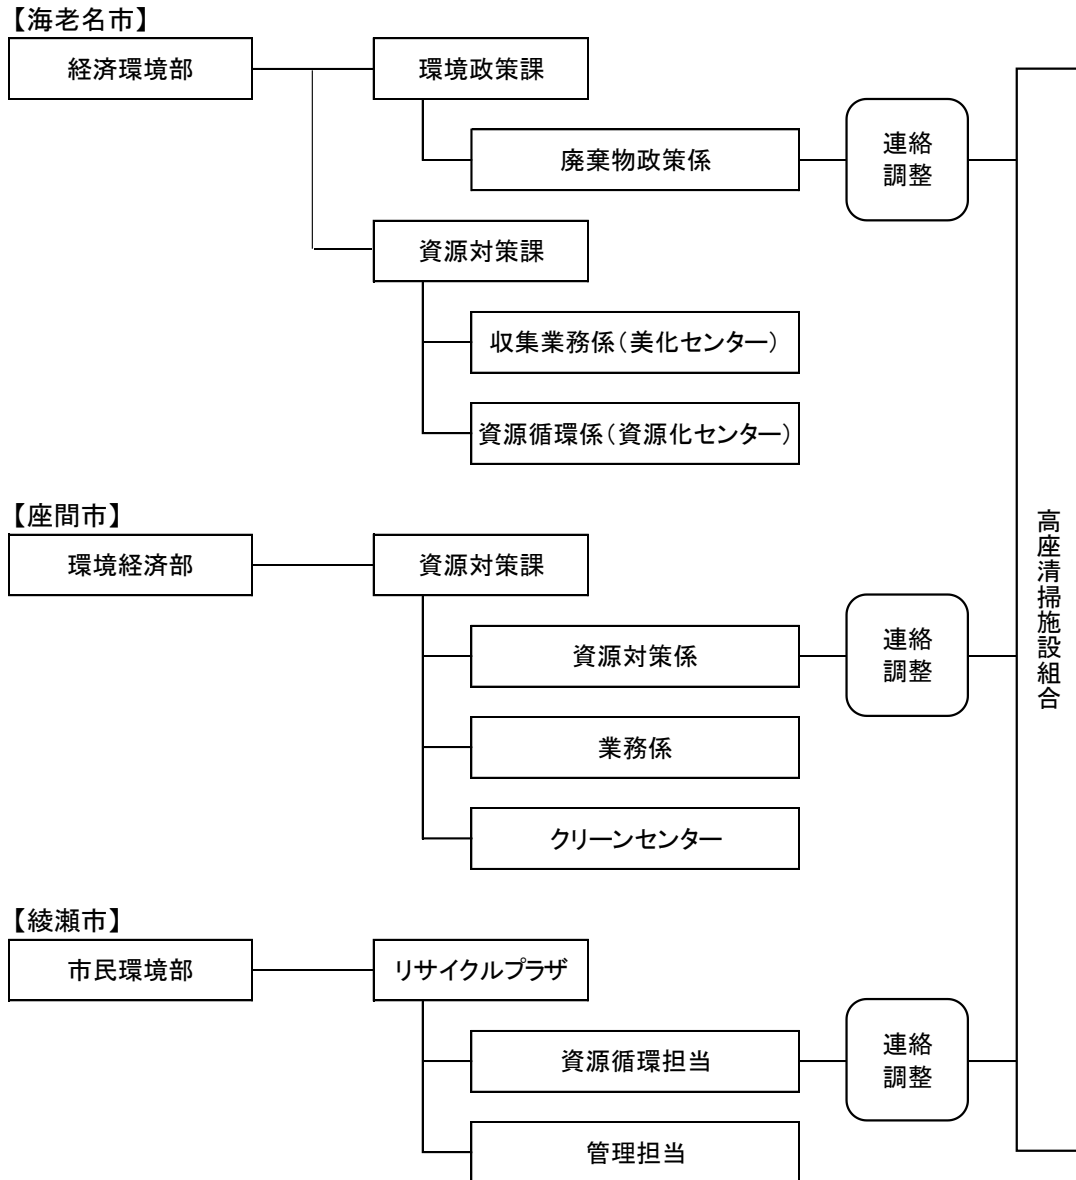 【海老名市】
経済環境部
環境政策課
廃棄物政策係
連絡
調整
資源対策課
収集業務係（美化センター）
資源循環係（資源化センター）
【座間市】
環境経済部
資源対策課
資源対策係
連絡
調整
業務係
クリーンセンター
【綾瀬市】
市民環境部
リサイクルプラザ
資源循環担当
連絡
調整
管理担当
高座清掃施設組合